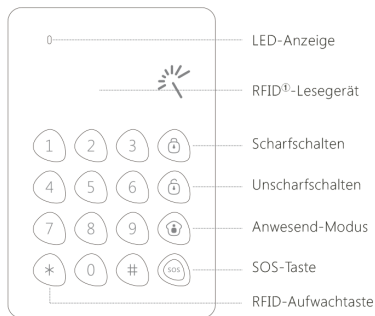 0 LED-Anzeige
RFID①-Lesegerät
1 2 3 Scharfschalten
4 5 6 Unscharfschalten
7 8 9 Anwesend-Modus
* 0 # SOS SOS-Taste
RFID-Aufwachtaste